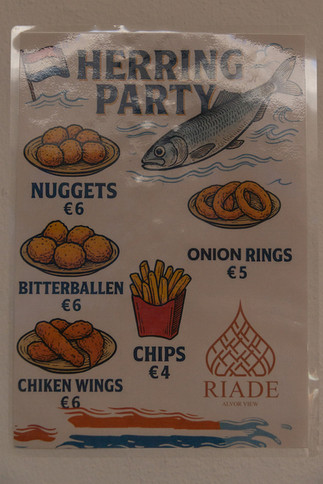 HERRING
PARTY
NUGGETS
€6
ONION RINGS
€5
BITTERBALLEN
€6
CHIPS
€4
CHIKEN WINGS
€6
RIADE